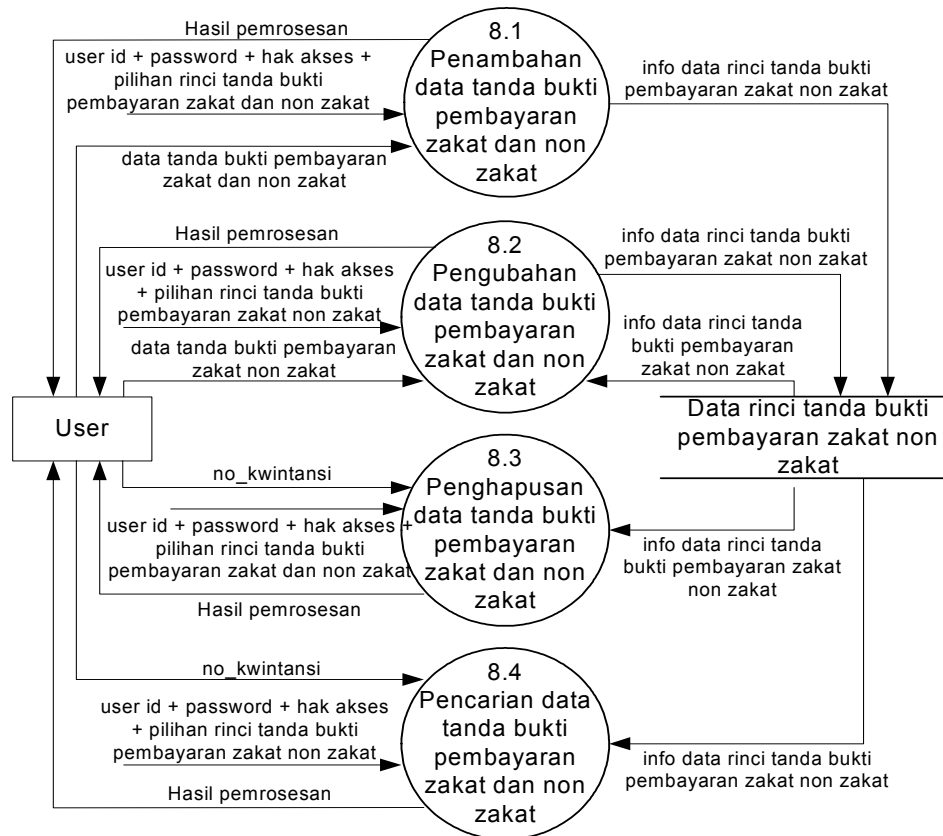 Hasil pemrosesan
user id + password + hak akses +
pilihan rinci tanda bukti
pembayaran zakat dan non zakat
data tanda bukti pembayaran
zakat dan non zakat
8.1
Penambahan
data tanda bukti
pembayaran
zakat dan non
zakat
info data rinci tanda bukti
pembayaran zakat non zakat
Hasil pemrosesan
user id + password + hak akses
+ pilihan rinci tanda bukti
pembayaran zakat non zakat
data tanda bukti pembayaran
zakat non zakat
8.2
Pengubahan
data tanda bukti
pembayaran
zakat dan non
zakat
info data rinci tanda bukti
pembayaran zakat non zakat
info data rinci tanda
bukti pembayaran
zakat non zakat
User
Data rinci tanda bukti
pembayaran zakat non
zakat
no_kwintansi
user id + password + hak akses +
pilihan rinci tanda bukti
pembayaran zakat dan non zakat
Hasil pemrosesan
8.3
Penghapusan
data tanda bukti
pembayaran
zakat dan non
zakat
info data rinci tanda
bukti pembayaran zakat
non zakat
no_kwintansi
user id + password + hak akses
+ pilihan rinci tanda bukti
pembayaran zakat non zakat
Hasil pemrosesan
8.4
Pencarian data
tanda bukti
pembayaran
zakat dan non
zakat
info data rinci tanda bukti
pembayaran zakat non zakat